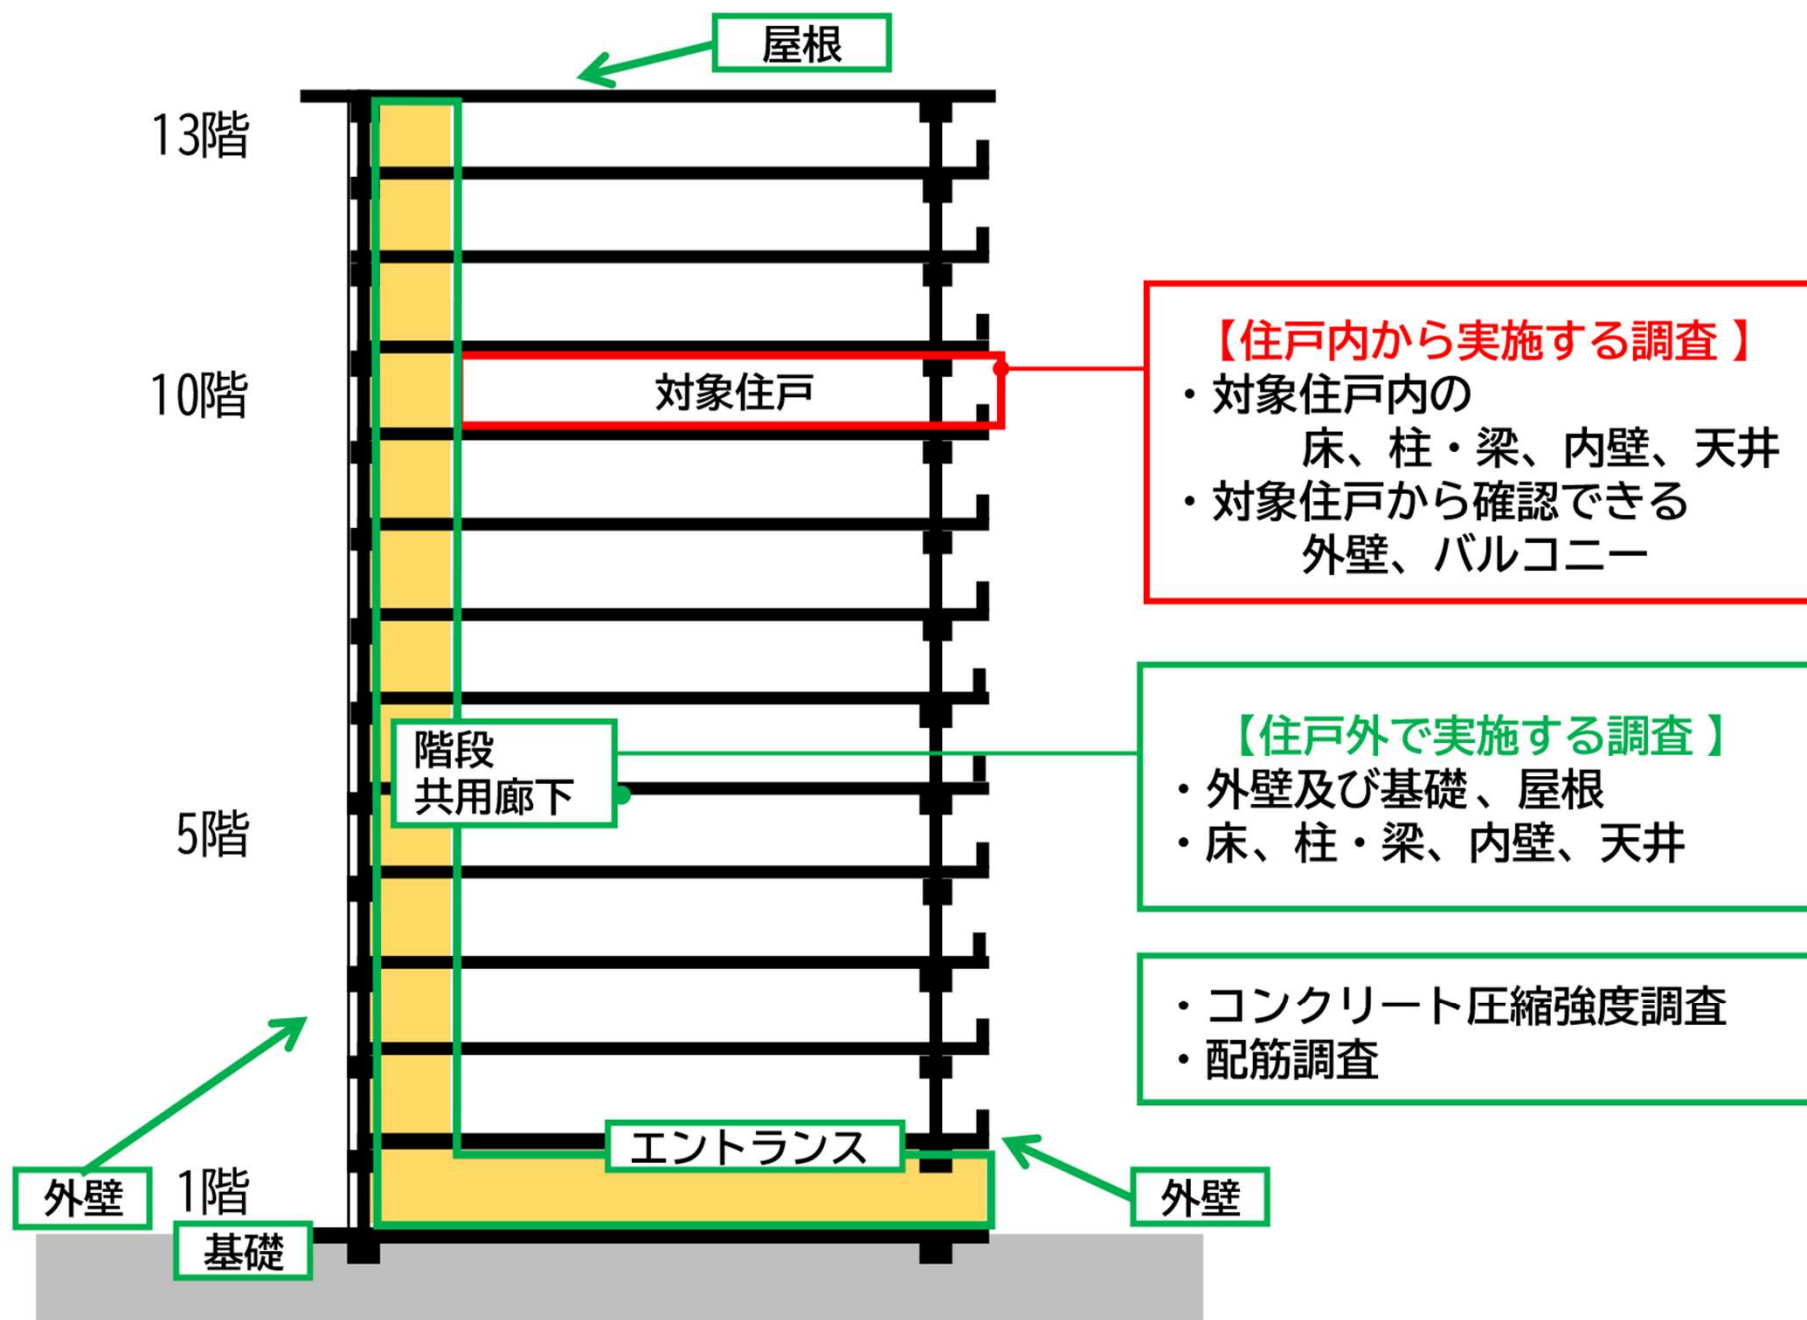 屋根
13階
10階
対象住戸
【住戸内から実施する調査】
・対象住戸内の
床、柱・梁、内壁、天井
・対象住戸から確認できる
外壁、バルコニー
階段
共用廊下
【住戸外で実施する調査】
・外壁及び基礎、屋根
・床、柱・梁、内壁、天井
5階
・コンクリート圧縮強度調査
・配筋調査
エントランス
外壁
1階
外壁
基礎